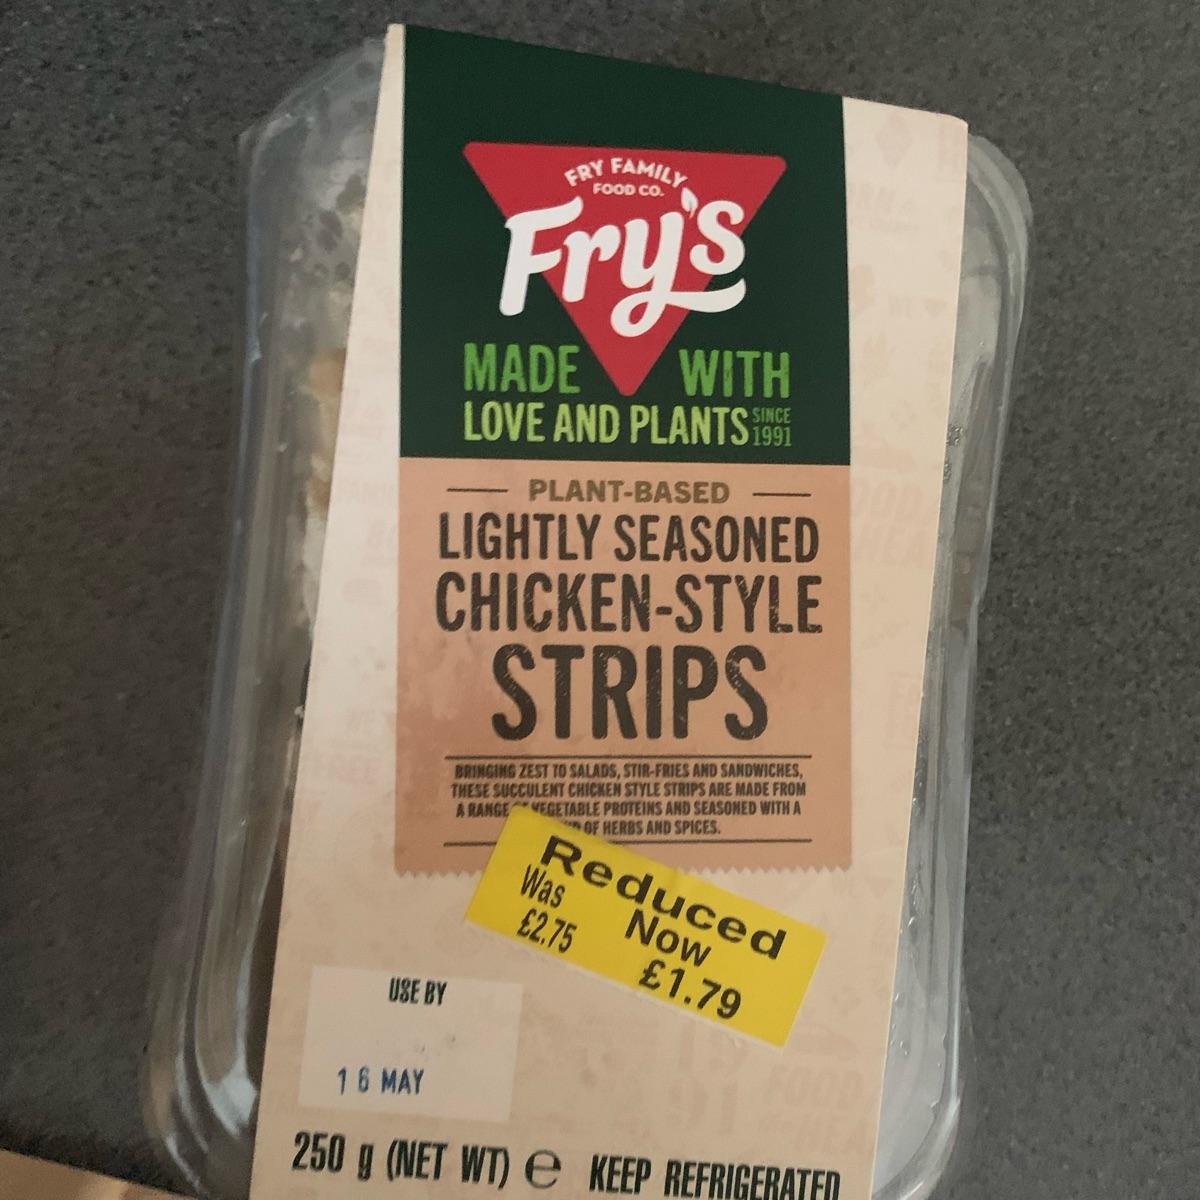 FRY FAMILY
FOOD CO.
Fry's
MADE WITH
LOVE AND PLANTS SINCE 1991
PLANT-BASED
LIGHTLY SEASONED
CHICKEN-STYLE
STRIPS
BRINGING ZEST TO SALADS, STIR-FRIES AND SANDWICHES,
THESE SUCCULENT CHICKEN STYLE STRIPS ARE MADE FROM
A RANGE VEGETABLE PROTEINS AND SEASONED WITH A
OF HERBS AND SPICES.
Reduced
Was Now
£2.75 £1.79
USE BY
16 MAY
250 g (NET WT) e KEEP REFRIGERATED